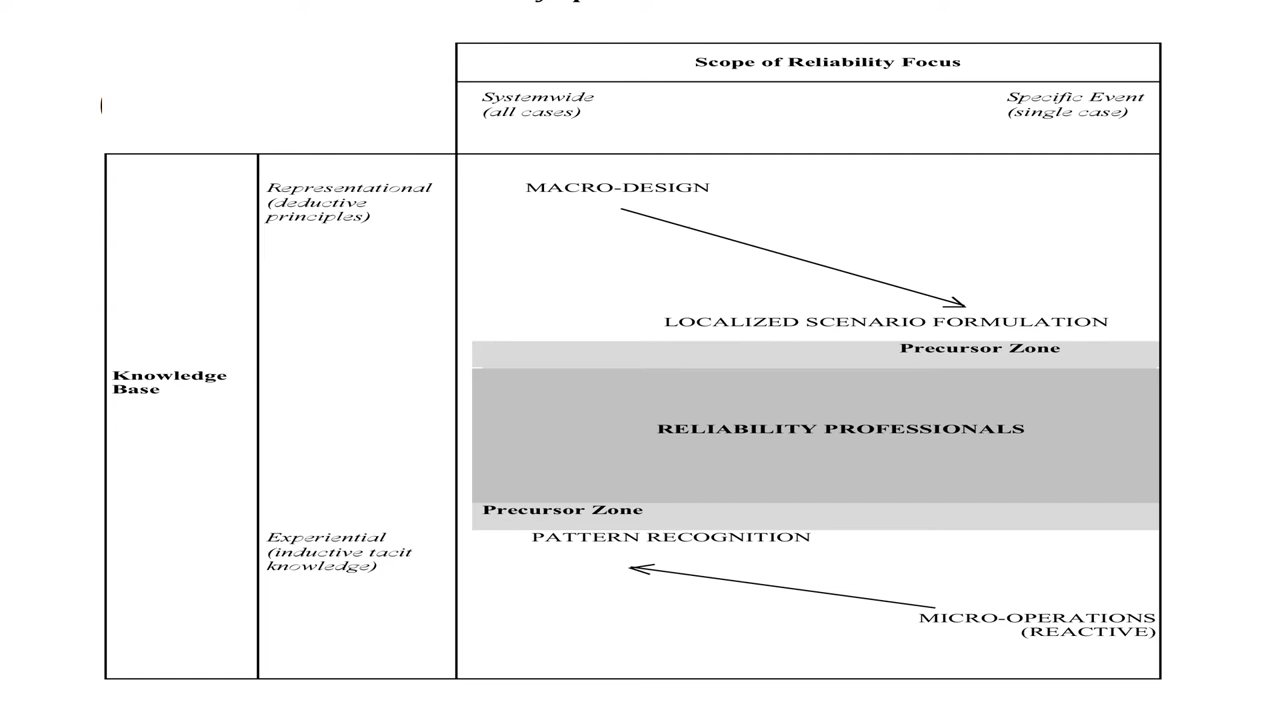 Scope of Reliability Focus
Systemwide
(all cases)
Specific Event
(single case)
Representational
(deductive
principles)
MACRO-DESIGN
LOCALIZED SCENARIO FORMULATION
Precursor Zone
Knowledge
Base
RELIABILITY PROFESSIONALS
Precursor Zone
Experiential
(inductive tacit
knowledge)
PATTERN RECOGNITION
MICRO-OPERATIONS
(REACTIVE)